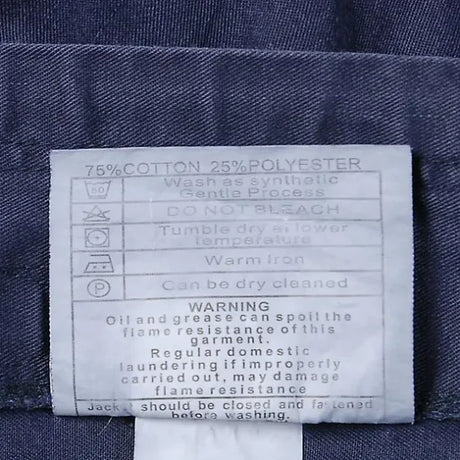 75%COTTON 25%POLYESTER
60
Wash as synthetic
Gentle Process
DO NOT BLEACH
Tumble dry at lower
temperature
Warm Iron
P
Can be dry cleaned
WARNING
Oil and grease can spoil the
flame resistance of this
garment.
Regular domestic
laundering if improperly
carried out, may damage
flame resistance
Jacket should be closed and fastened
before washing.